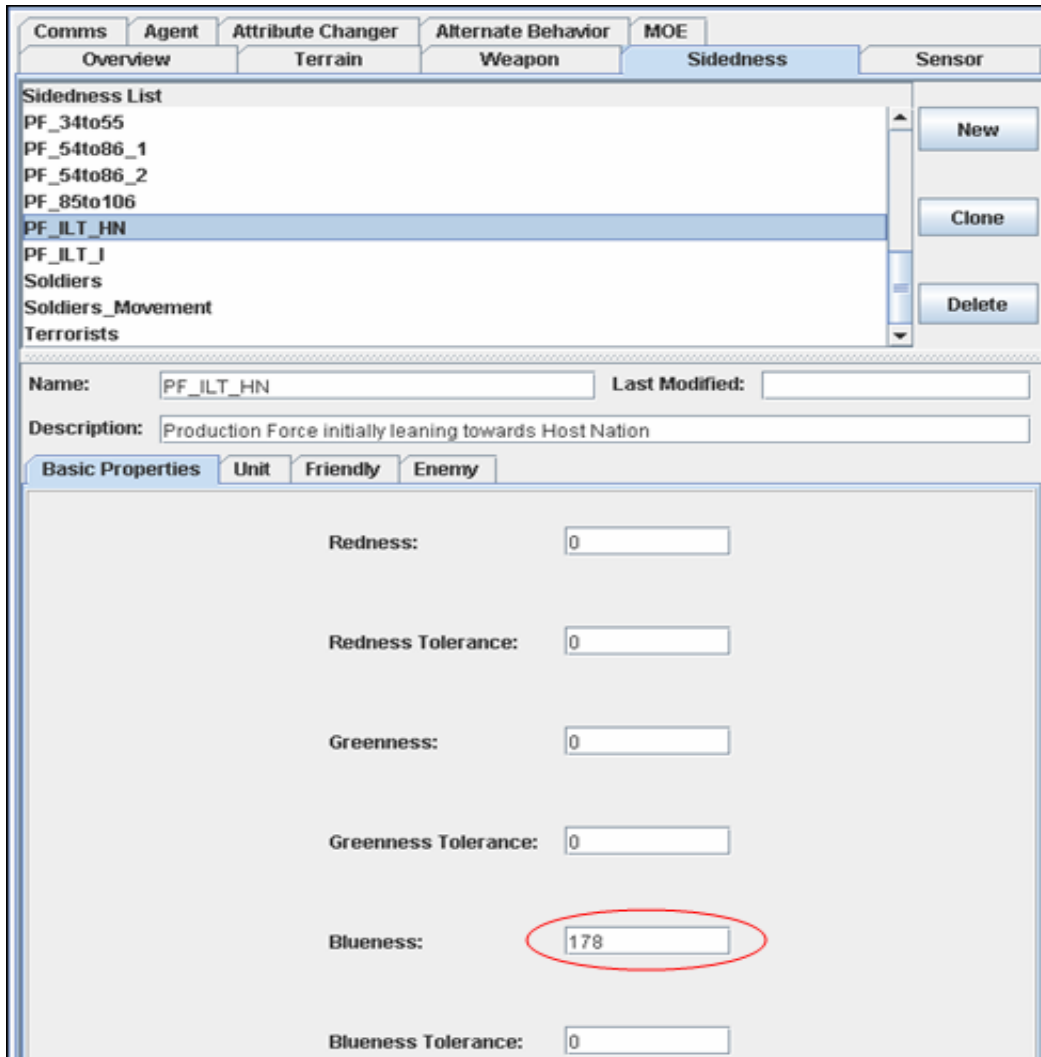 Comms Agent Attribute Changer Alternate Behavior MOE
Overview Terrain Weapon Sidedness Sensor
Sidedness List
PF_34to55
PF_54to86_1
PF_54to86_2
PF_85to106
PF_ILT_HN
PF_ILT_I
Soldiers
Soldiers_Movement
Terrorists
New
Clone
Delete
Name: PF_ILT_HN Last Modified:
Description: Production Force initially leaning towards Host Nation
Basic Properties Unit Friendly Enemy
Redness: 0
Redness Tolerance: 0
Greenness: 0
Greenness Tolerance: 0
Blueness: 178
Blueness Tolerance: 0